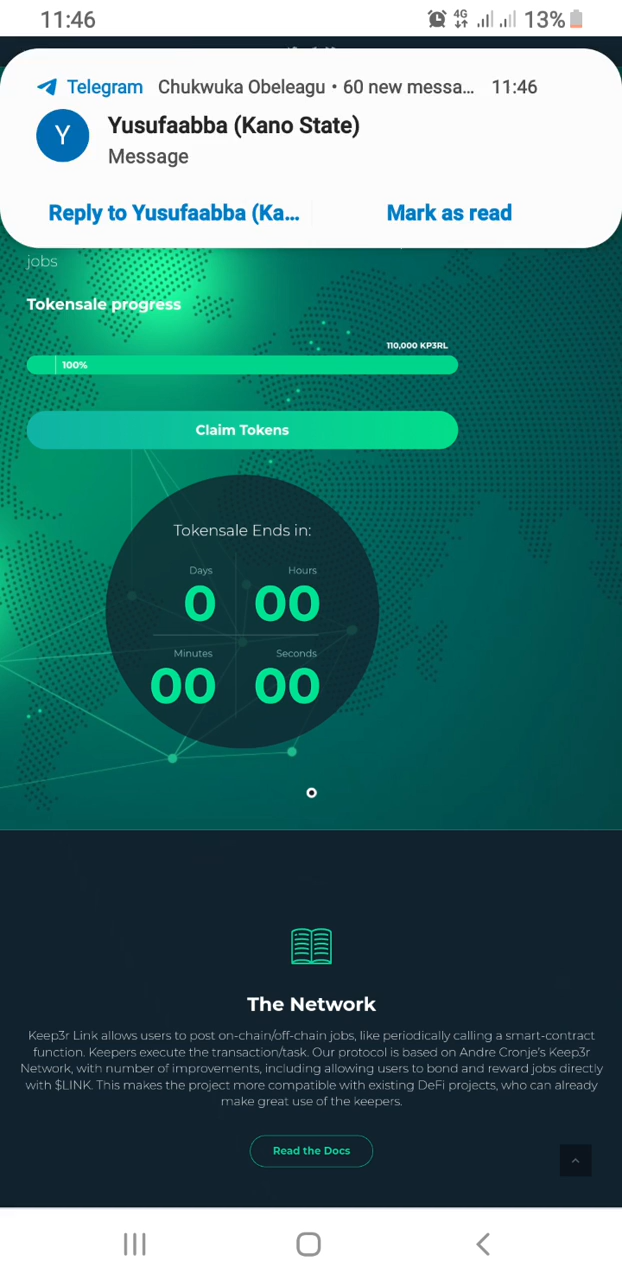 11:46
4G
13%
Telegram Chukwuka Obeleagu • 60 new messa... 11:46
Y
Yusufaabba (Kano State)
Message
Reply to Yusufaabba (Ka...
Mark as read
jobs
Tokensale progress
110,000 KP3RL
100%
Claim Tokens
Tokensale Ends in:
Days
Hours
0
00
Minutes
Seconds
00
00
The Network
Keep3r Link allows users to post on-chain/off-chain jobs, like periodically calling a smart-contract
function. Keepers execute the transaction/task. Our protocol is based on Andre Cronje's Keep3r
Network, with number of improvements, including allowing users to bond and reward jobs directly
with $LINK. This makes the project more compatible with existing DeFi projects, who can already
make great use of the keepers.
Read the Docs